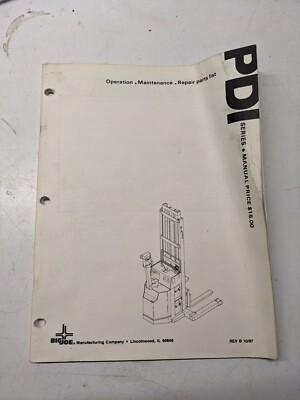 Operation • Maintenance • Repair parts list
PDI
SERIES • MANUAL PRICE $15.00
BIG JOE Manufacturing Company • Lincolnwood, IL 60646
REV B 10/87